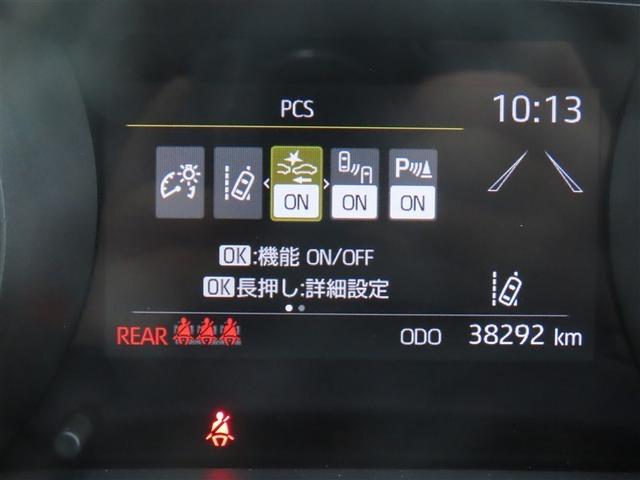 PCS
10:13
P
ON ON ON
OK:機能 ON/OFF
OK長押し:詳細設定
REAR
ODO 38292 km